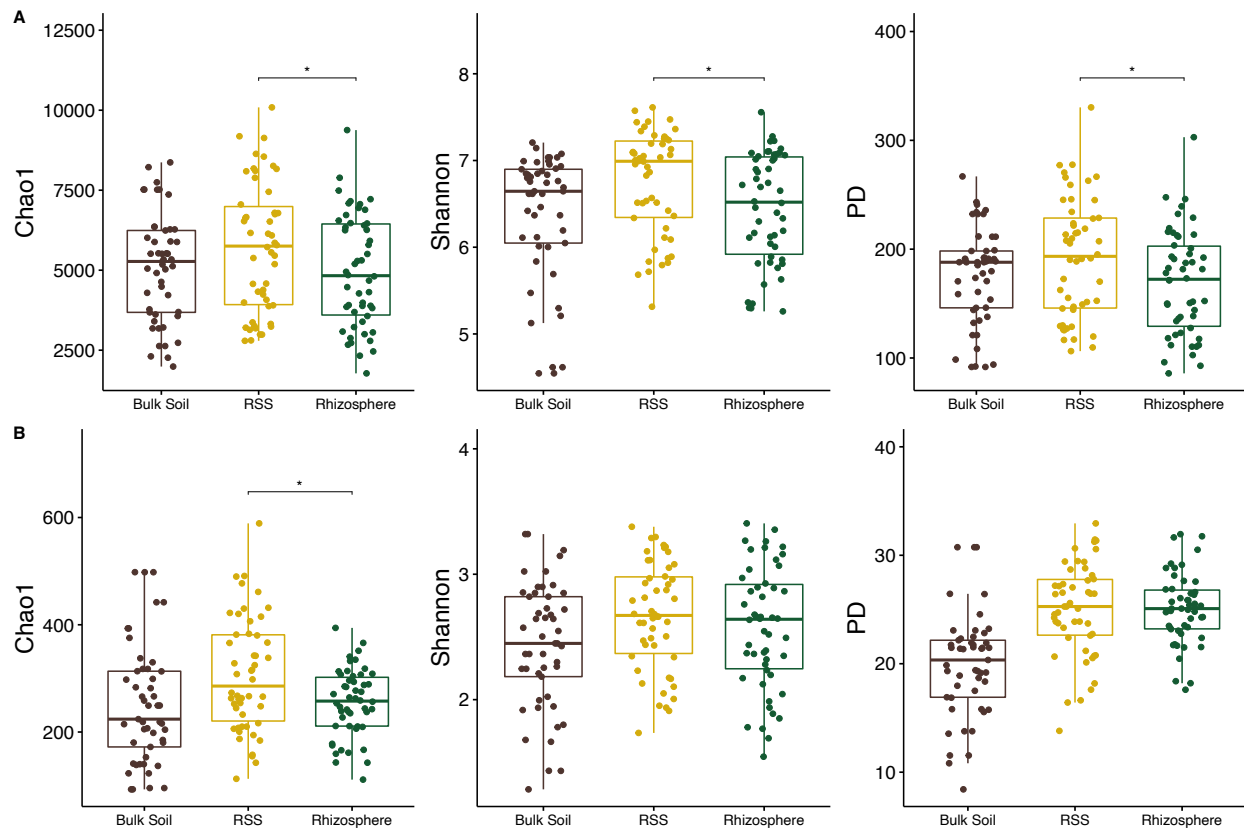 A
Chao1
12500
10000
7500
5000
2500
*
Bulk Soil RSS Rhizosphere
Shannon
8
7
6
5
*
Bulk Soil RSS Rhizosphere
PD
400
300
200
100
*
Bulk Soil RSS Rhizosphere
B
Chao1
600
400
200
*
Bulk Soil RSS Rhizosphere
Shannon
4
3
2
Bulk Soil RSS Rhizosphere
PD
40
30
20
10
Bulk Soil RSS Rhizosphere